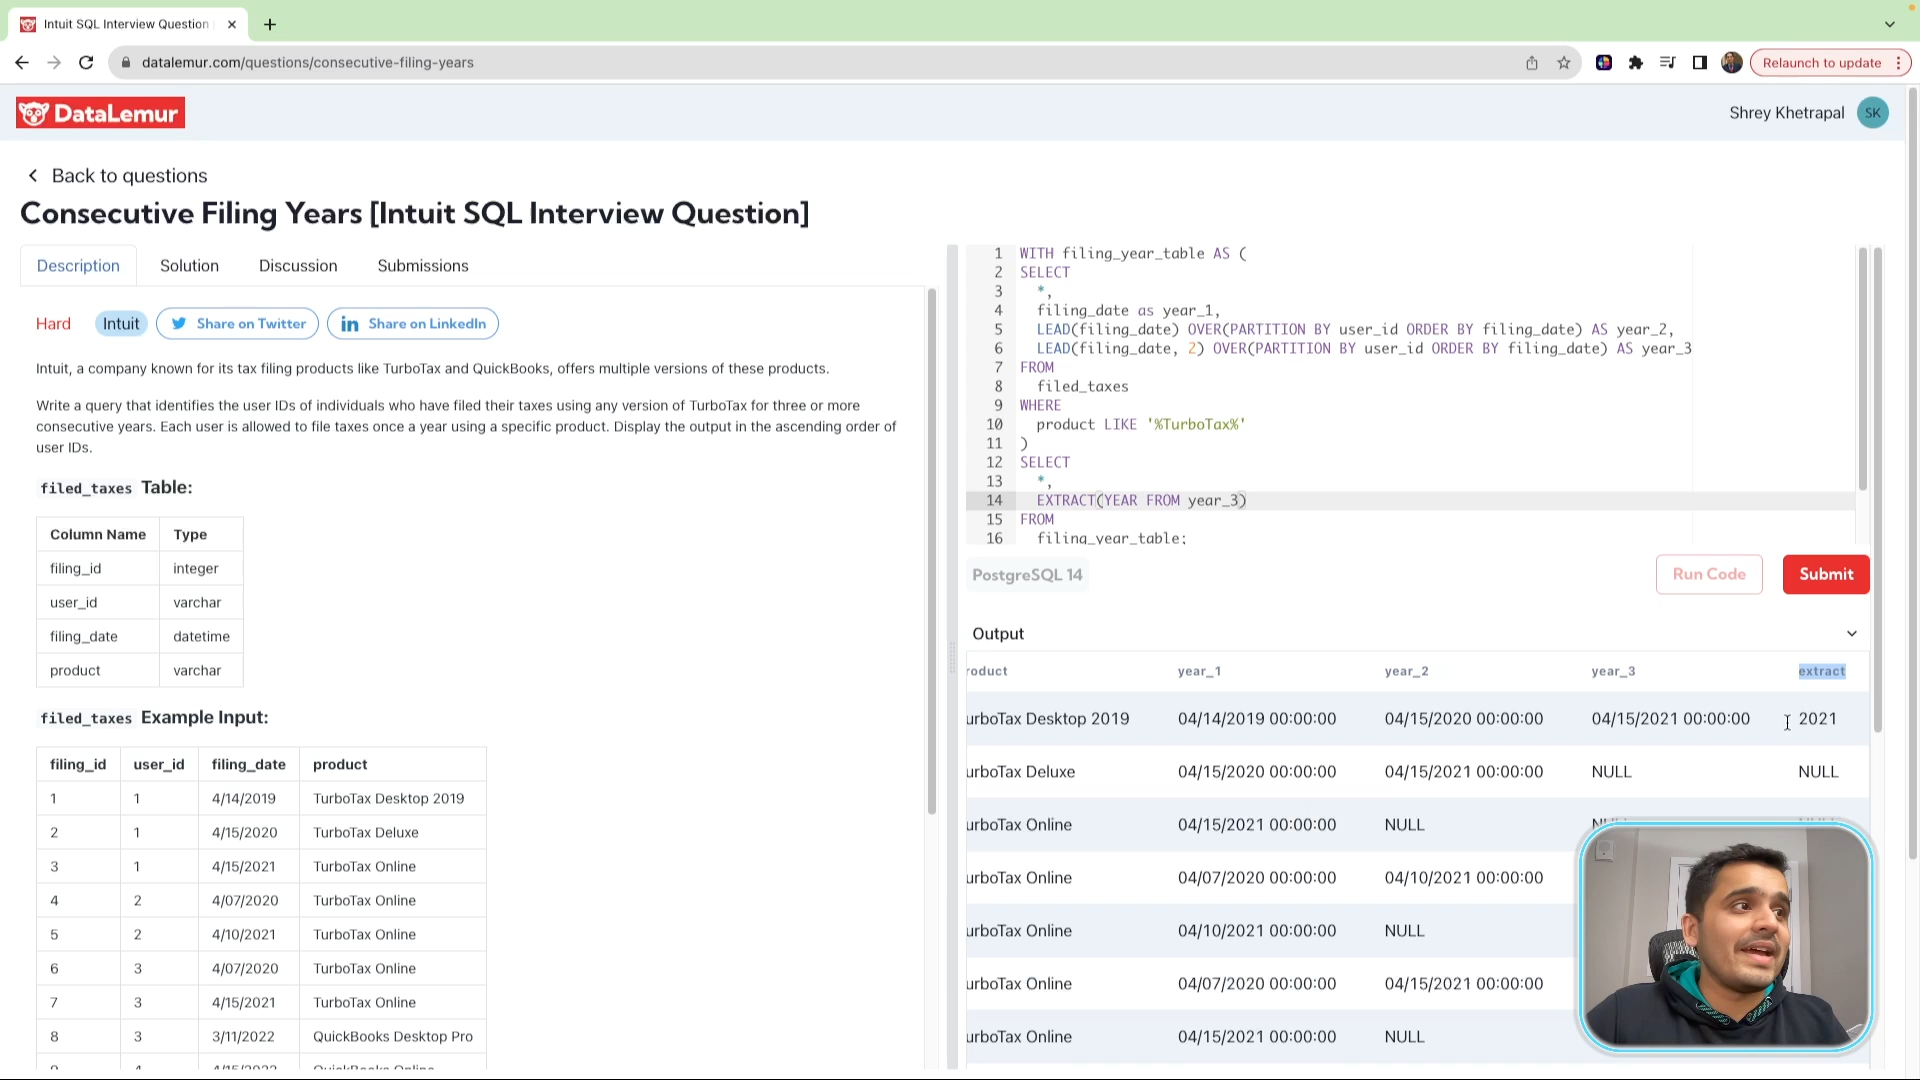 Intuit SQL Interview Question
datalemur.com/questions/consecutive-filing-years
Relaunch to update
DataLemur
Shrey Khetrapal
SK
Back to questions
Consecutive Filing Years [Intuit SQL Interview Question]
Description Solution Discussion Submissions
Hard Intuit Share on Twitter Share on LinkedIn
Intuit, a company known for its tax filing products like TurboTax and QuickBooks, offers multiple versions of these products.
Write a query that identifies the user IDs of individuals who have filed their taxes using any version of TurboTax for three or more
consecutive years. Each user is allowed to file taxes once a year using a specific product. Display the output in the ascending order of
user IDs.
filed_taxes Table:
Column Name Type
filing_id integer
user_id varchar
filing_date datetime
product varchar
filed_taxes Example Input:
filing_id user_id filing_date product
1 1 4/14/2019 TurboTax Desktop 2019
2 1 4/15/2020 TurboTax Deluxe
3 1 4/15/2021 TurboTax Online
4 2 4/07/2020 TurboTax Online
5 2 4/10/2021 TurboTax Online
6 3 4/07/2020 TurboTax Online
7 3 4/15/2021 TurboTax Online
8 3 3/11/2022 QuickBooks Desktop Pro
1 WITH filing_year_table AS (
2 SELECT
3 *,
4 filing_date as year_1,
5 LEAD(filing_date) OVER(PARTITION BY user_id ORDER BY filing_date) AS year_2,
6 LEAD(filing_date, 2) OVER(PARTITION BY user_id ORDER BY filing_date) AS year_3
7 FROM
8 filed_taxes
9 WHERE
10 product LIKE '%TurboTax%'
11 )
12 SELECT
13 *,
14 EXTRACT(YEAR FROM year_3)
15 FROM
16 filing_year_table;
PostgreSQL 14
Run Code
Submit
Output
roduct year_1 year_2 year_3 extract
urboTax Desktop 2019 04/14/2019 00:00:00 04/15/2020 00:00:00 04/15/2021 00:00:00 2021
urboTax Deluxe 04/15/2020 00:00:00 04/15/2021 00:00:00 NULL NULL
urboTax Online 04/15/2021 00:00:00 NULL
urboTax Online 04/07/2020 00:00:00 04/10/2021 00:00:00
urboTax Online 04/10/2021 00:00:00 NULL
urboTax Online 04/07/2020 00:00:00 04/15/2021 00:00:00
urboTax Online 04/15/2021 00:00:00 NULL